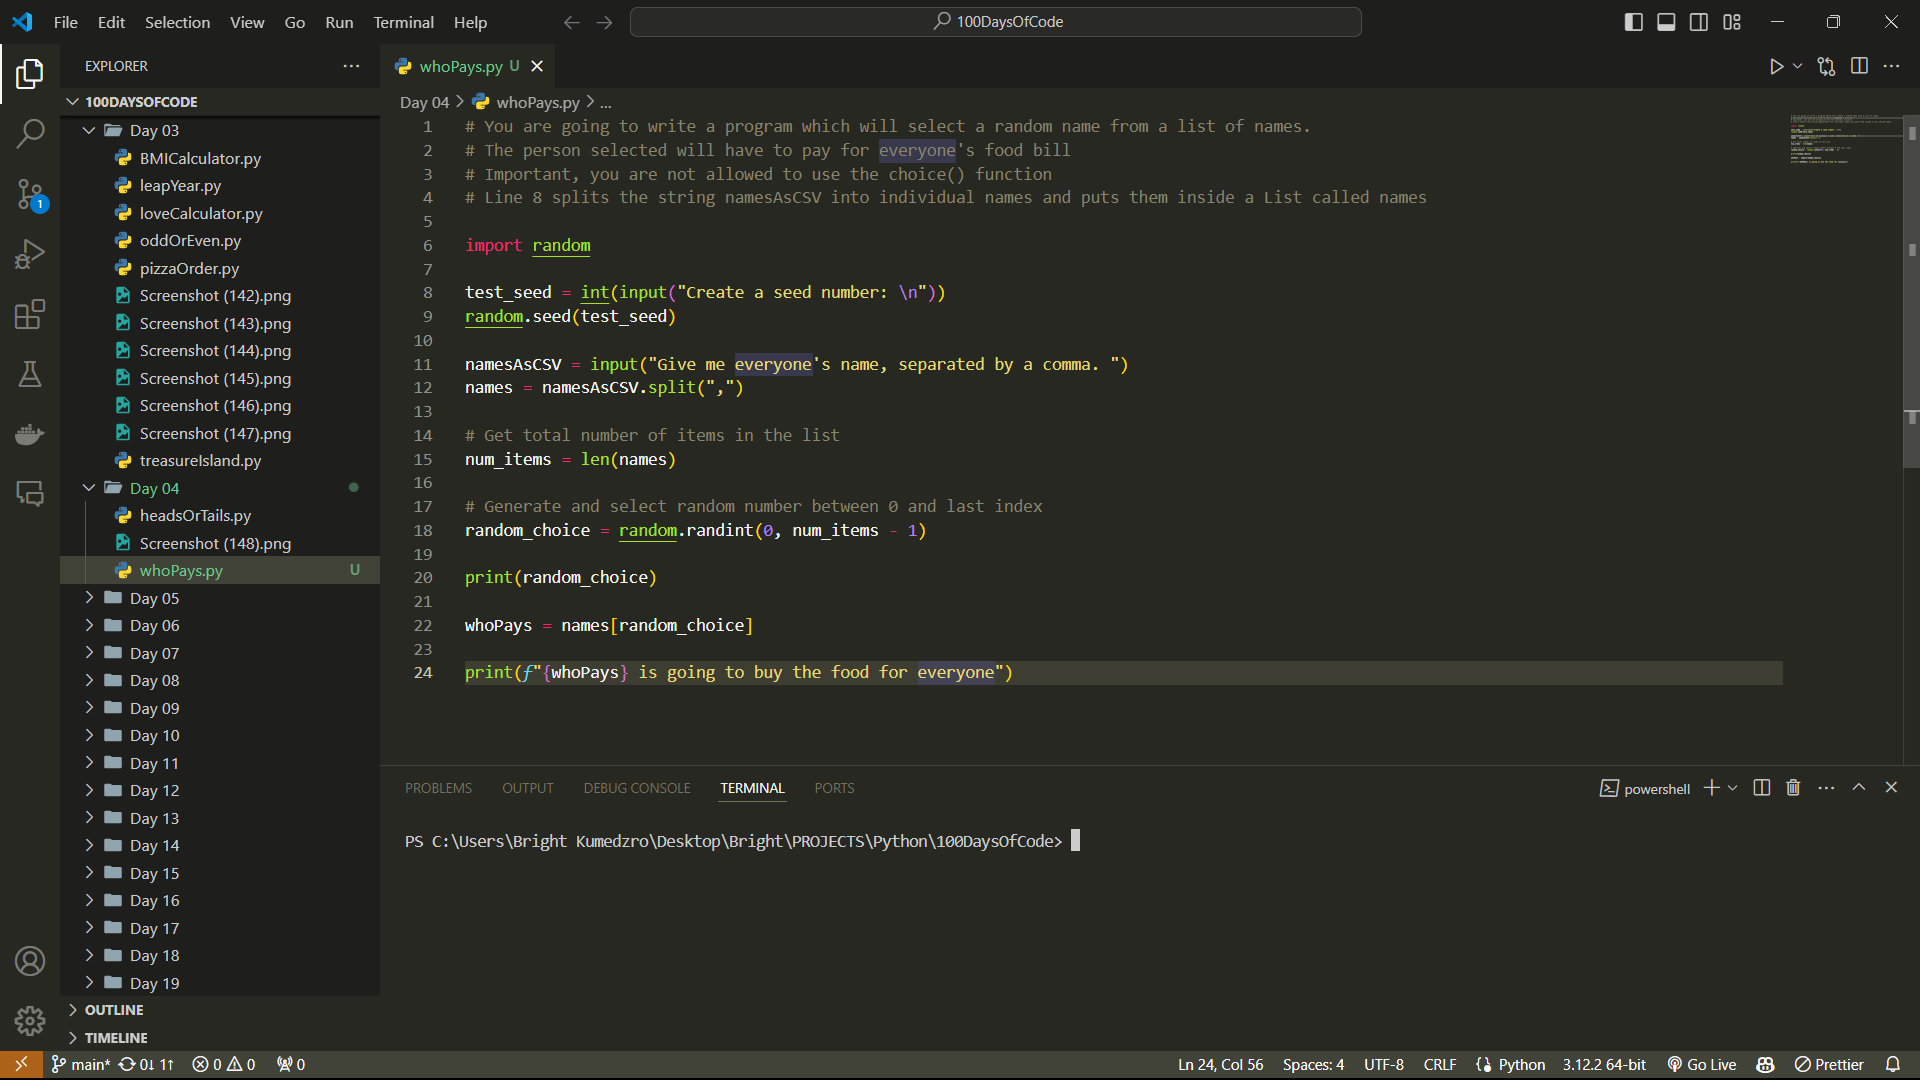 File Edit Selection View Go Run Terminal Help
100DaysOfCode
EXPLORER
100DAYSOFCODE
Day 03
BMICalculator.py
leapYear.py
loveCalculator.py
oddOrEven.py
pizzaOrder.py
Screenshot (142).png
Screenshot (143).png
Screenshot (144).png
Screenshot (145).png
Screenshot (146).png
Screenshot (147).png
treasureIsland.py
Day 04
headsOrTails.py
Screenshot (148).png
whoPays.py U
Day 05
Day 06
Day 07
Day 08
Day 09
Day 10
Day 11
Day 12
Day 13
Day 14
Day 15
Day 16
Day 17
Day 18
Day 19
OUTLINE
TIMELINE
1
whoPays.py U
Day 04 > whoPays.py > ...
1 # You are going to write a program which will select a random name from a list of names.
2 # The person selected will have to pay for everyone's food bill
3 # Important, you are not allowed to use the choice() function
4 # Line 8 splits the string namesAsCSV into individual names and puts them inside a List called names
5
6 import random
7
8 test_seed = int(input("Create a seed number: \n"))
9 random.seed(test_seed)
10
11 namesAsCSV = input("Give me everyone's name, separated by a comma. ")
12 names = namesAsCSV.split(",")
13
14 # Get total number of items in the list
15 num_items = len(names)
16
17 # Generate and select random number between 0 and last index
18 random_choice = random.randint(0, num_items - 1)
19
20 print(random_choice)
21
22 whoPays = names[random_choice]
23
24 print(f"{whoPays} is going to buy the food for everyone")
PROBLEMS OUTPUT DEBUG CONSOLE TERMINAL PORTS
powershell
PS C:\Users\Bright Kumedzro\Desktop\Bright\PROJECTS\Python\100DaysOfCode>
main* 0↓ 1↑ 0 0 0
Ln 24, Col 56 Spaces: 4 UTF-8 CRLF {} Python 3.12.2 64-bit Go Live Prettier